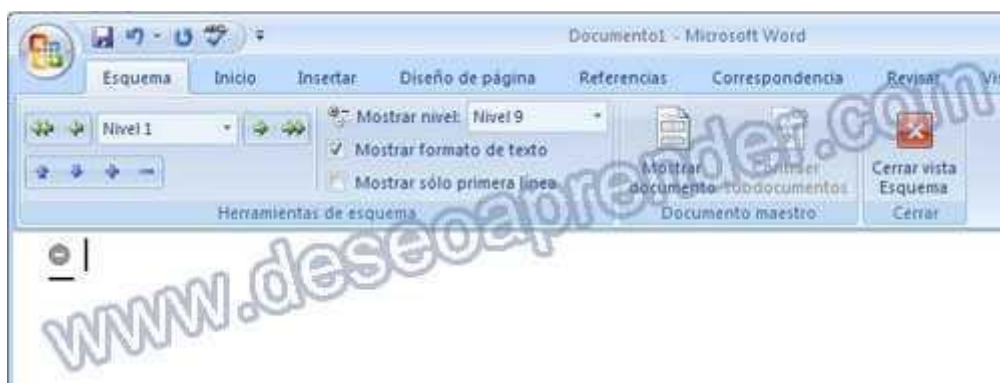 Documento1 - Microsoft Word
Esquema Inicio Insertar Diseño de página Referencias Correspondencia Revisar
Nivel 1 Mostrar nivel: Nivel 9
Mostrar formato de texto
Mostrar sólo primera línea
Mostrar documento
subdocumentos
Cerrar vista Esquema
Herramientas de esquema Documento maestro Cerrar
www.deseoaprender.com